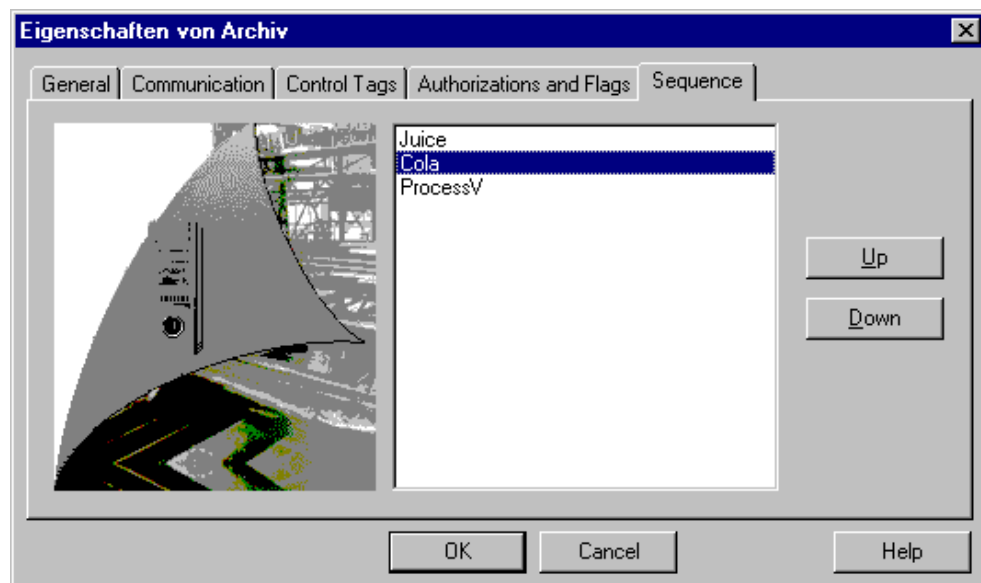 Eigenschaften von Archiv
General Communication Control Tags Authorizations and Flags Sequence
Juice
Cola
ProcessV
Up
Down
OK Cancel Help